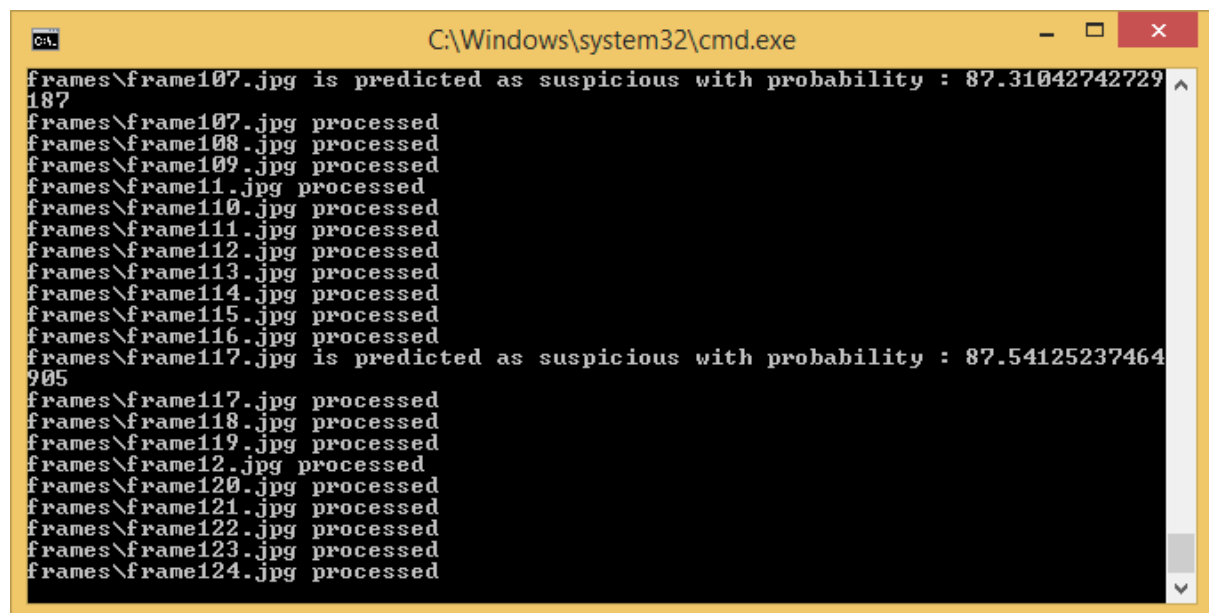 C:\Windows\system32\cmd.exe
frames\frame107.jpg is predicted as suspicious with probability : 87.31042742729
187
frames\frame107.jpg processed
frames\frame108.jpg processed
frames\frame109.jpg processed
frames\frame11.jpg processed
frames\frame110.jpg processed
frames\frame111.jpg processed
frames\frame112.jpg processed
frames\frame113.jpg processed
frames\frame114.jpg processed
frames\frame115.jpg processed
frames\frame116.jpg processed
frames\frame117.jpg is predicted as suspicious with probability : 87.54125237464
905
frames\frame117.jpg processed
frames\frame118.jpg processed
frames\frame119.jpg processed
frames\frame12.jpg processed
frames\frame120.jpg processed
frames\frame121.jpg processed
frames\frame122.jpg processed
frames\frame123.jpg processed
frames\frame124.jpg processed